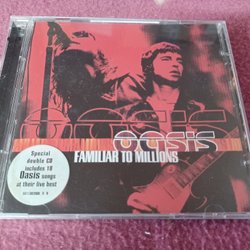 oasis
oasis
FAMILIAR TO MILLIONS
Special
double CD
includes 18
Oasis songs
at their live best